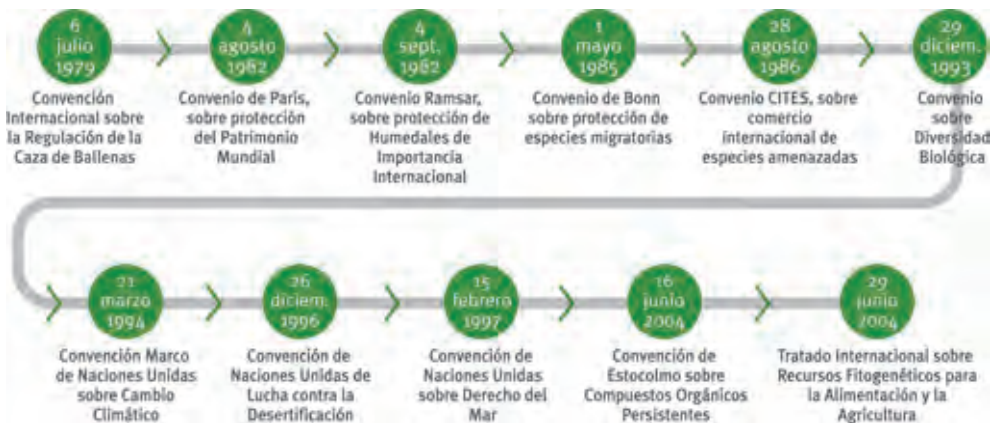 6
julio
1979
Convención
Internacional sobre
la Regulación de la
Caza de Ballenas
4
agosto
1962
Convenio de París,
sobre protección
del Patrimonio
Mundial
4
sept.
1962
Convenio Ramsar,
sobre protección de
Humedales de
Importancia
Internacional
1
mayo
1985
Convenio de Bonn
sobre protección de
especies migratorias
28
agosto
1986
Convenio CITES, sobre
comercio
internacional de
especies amenazadas
29
diciem.
1993
Convenio
sobre
Diversidad
Biológica
21
marzo
1994
Convención Marco
de Naciones Unidas
sobre Cambio
Climático
26
diciem.
1996
Convención de
Naciones Unidas de
Lucha contra la
Desertificación
15
febrero
1997
Convención de
Naciones Unidas
sobre Derecho del
Mar
16
junio
2004
Convención de
Estocolmo sobre
Compuestos Orgánicos
Persistentes
29
junio
2004
Tratado Internacional sobre
Recursos Fitogenéticos para
la Alimentación y la
Agricultura